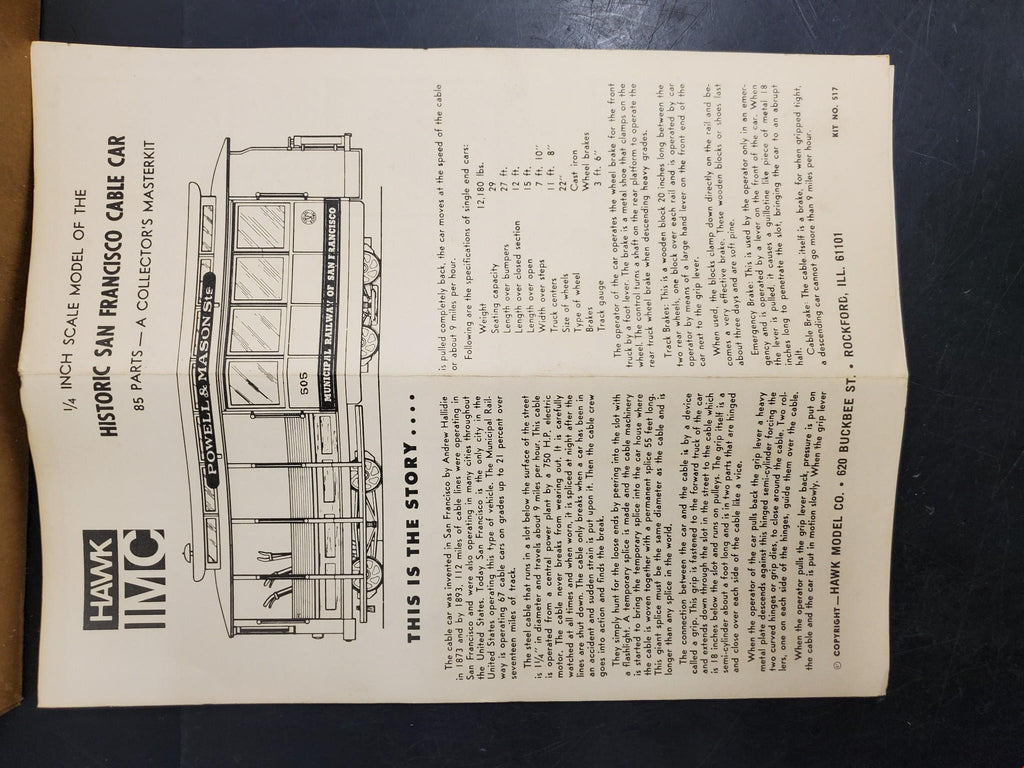 HAWK
IMC
1/4 INCH SCALE MODEL OF THE
HISTORIC SAN FRANCISCO CABLE CAR
85 PARTS — A COLLECTOR'S MASTERKIT
POWELL & MASON Sts
505
MUNICIPAL RAILWAY OF SAN FRANCISCO
THIS IS THE STORY....
The cable car was invented in San Francisco by Andrew Hallidie
in 1873 and by 1893, 112 miles of cable lines were operating in
San Francisco and were also operating in many cities throughout
the United States. Today San Francisco is the only city in the
United States operating this type of vehicle. The Municipal Rail-
way is operating 67 cable cars on grades up to 21 percent over
seventeen miles of track.
The steel cable that runs in a slot below the surface of the street
is 1 1/4" in diameter and travels about 9 miles per hour. This cable
is operated from a central power plant by a 750 H.P. electric
motor. The cable never breaks from wearing out. It is carefully
watched at all times and when worn, it is spliced at night after the
lines are shut down. The cable only breaks when a car has been in
an accident and sudden strain is put upon it. Then the cable crew
goes into action and finds the break.
They simply hunt for the loose ends by peering into the slot with
a flashlight. A temporary splice is made and the cable machinery
is started to bring the temporary splice into the car house where
the cable is woven together with a permanent splice 55 feet long.
This giant splice must be the same diameter as the cable and is
longer than any splice in the world.
The connection between the car and the cable is by a device
called a grip. This grip is fastened to the forward truck of the car
and extends down through the slot in the street to the cable which
is 18 inches below the slot and runs on pulleys. The grip itself is a
semi-cylinder about a foot long and is in two parts that are hinged
and close over each side of the cable like a vice.
When the operator of the car pulls back the grip lever a heavy
metal plate descends against this hinged semi-cylinder forcing the
two curved hinges or grip dies, to close around the cable. Two rol-
lers, one on each side of the hinges, guide them over the cable.
When the operator pulls the grip lever back, pressure is put on
the cable and the car is put in motion slowly. When the grip lever
is pulled completely back, the car moves at the speed of the cable
or about 9 miles per hour.
Following are the specifications of single end cars:
Weight 12,180 lbs.
Seating capacity 29
Length over bumpers 27 ft.
Length over closed section 12 ft.
Length over open 15 ft.
Width over steps 7 ft. 10"
Truck centers 11 ft. 8"
Size of wheels 22"
Type of wheels Cast iron
Brakes Wheel brakes
Track gauge 3 ft. 6"
The operator of the car operates the wheel brake for the front
truck by a foot lever. The brake is a metal shoe that clamps on the
wheel. The control turns a shaft on the rear platform to operate the
rear truck wheel brake when descending heavy grades.
Track Brakes: This is a wooden block 20 inches long between the
two rear wheels, one block over each rail and is operated by car
operator by means of a large hand lever on the front end of the
car next to the grip lever.
When used, the blocks clamp down directly on the rail and be-
comes a very effective brake. These wooden blocks or shoes last
about three days and are soft pine.
Emergency Brake: This is used by the operator only in an emer-
gency and is operated by a lever on the front of the car. When
the lever is pulled, it causes a guillotine like piece of metal 18
inches long to penetrate the slot, bringing the car to an abrupt
halt.
Cable Brake: The cable itself is a brake, for when gripped tight,
a descending car cannot go more than 9 miles per hour.
© COPYRIGHT — HAWK MODEL CO. • 620 BUCKBEE ST. • ROCKFORD, ILL. 61101
KIT NO. 517